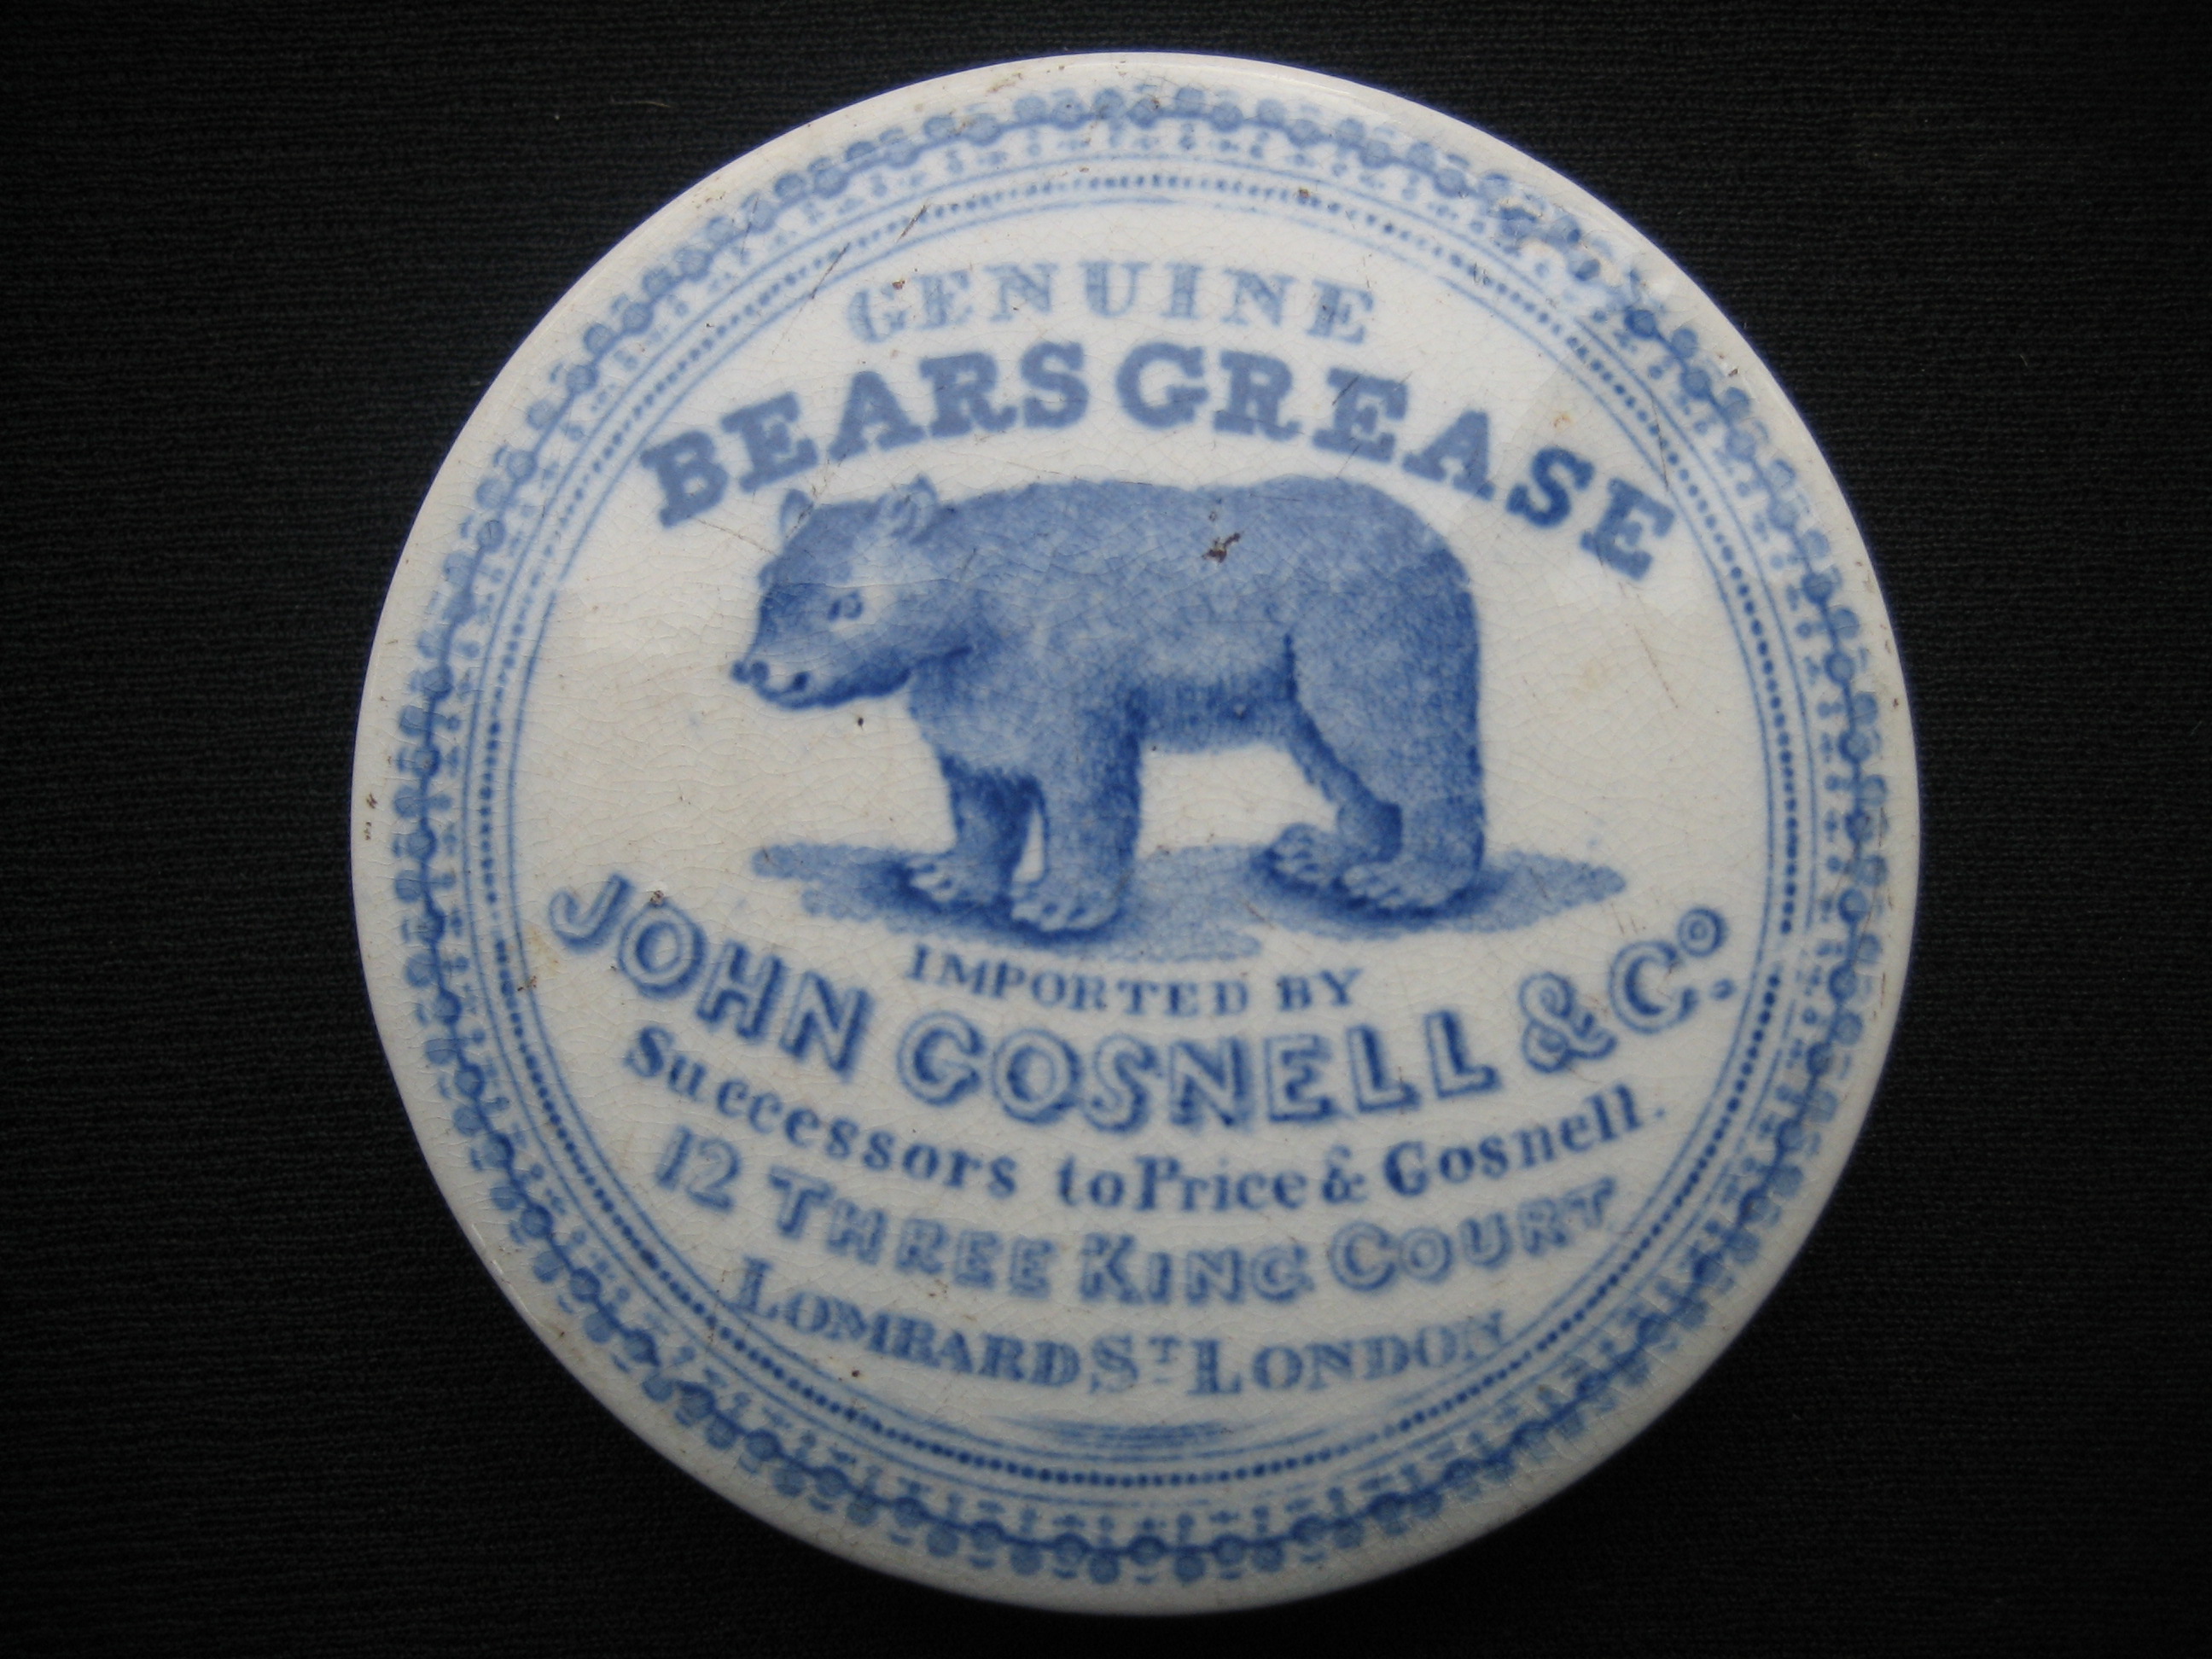 GENUINE
BEARS GREASE
IMPORTED BY
JOHN GOSNELL & Co.
Successors to Price & Gosnell.
12 THREE KING COURT
LOMBARD ST LONDON